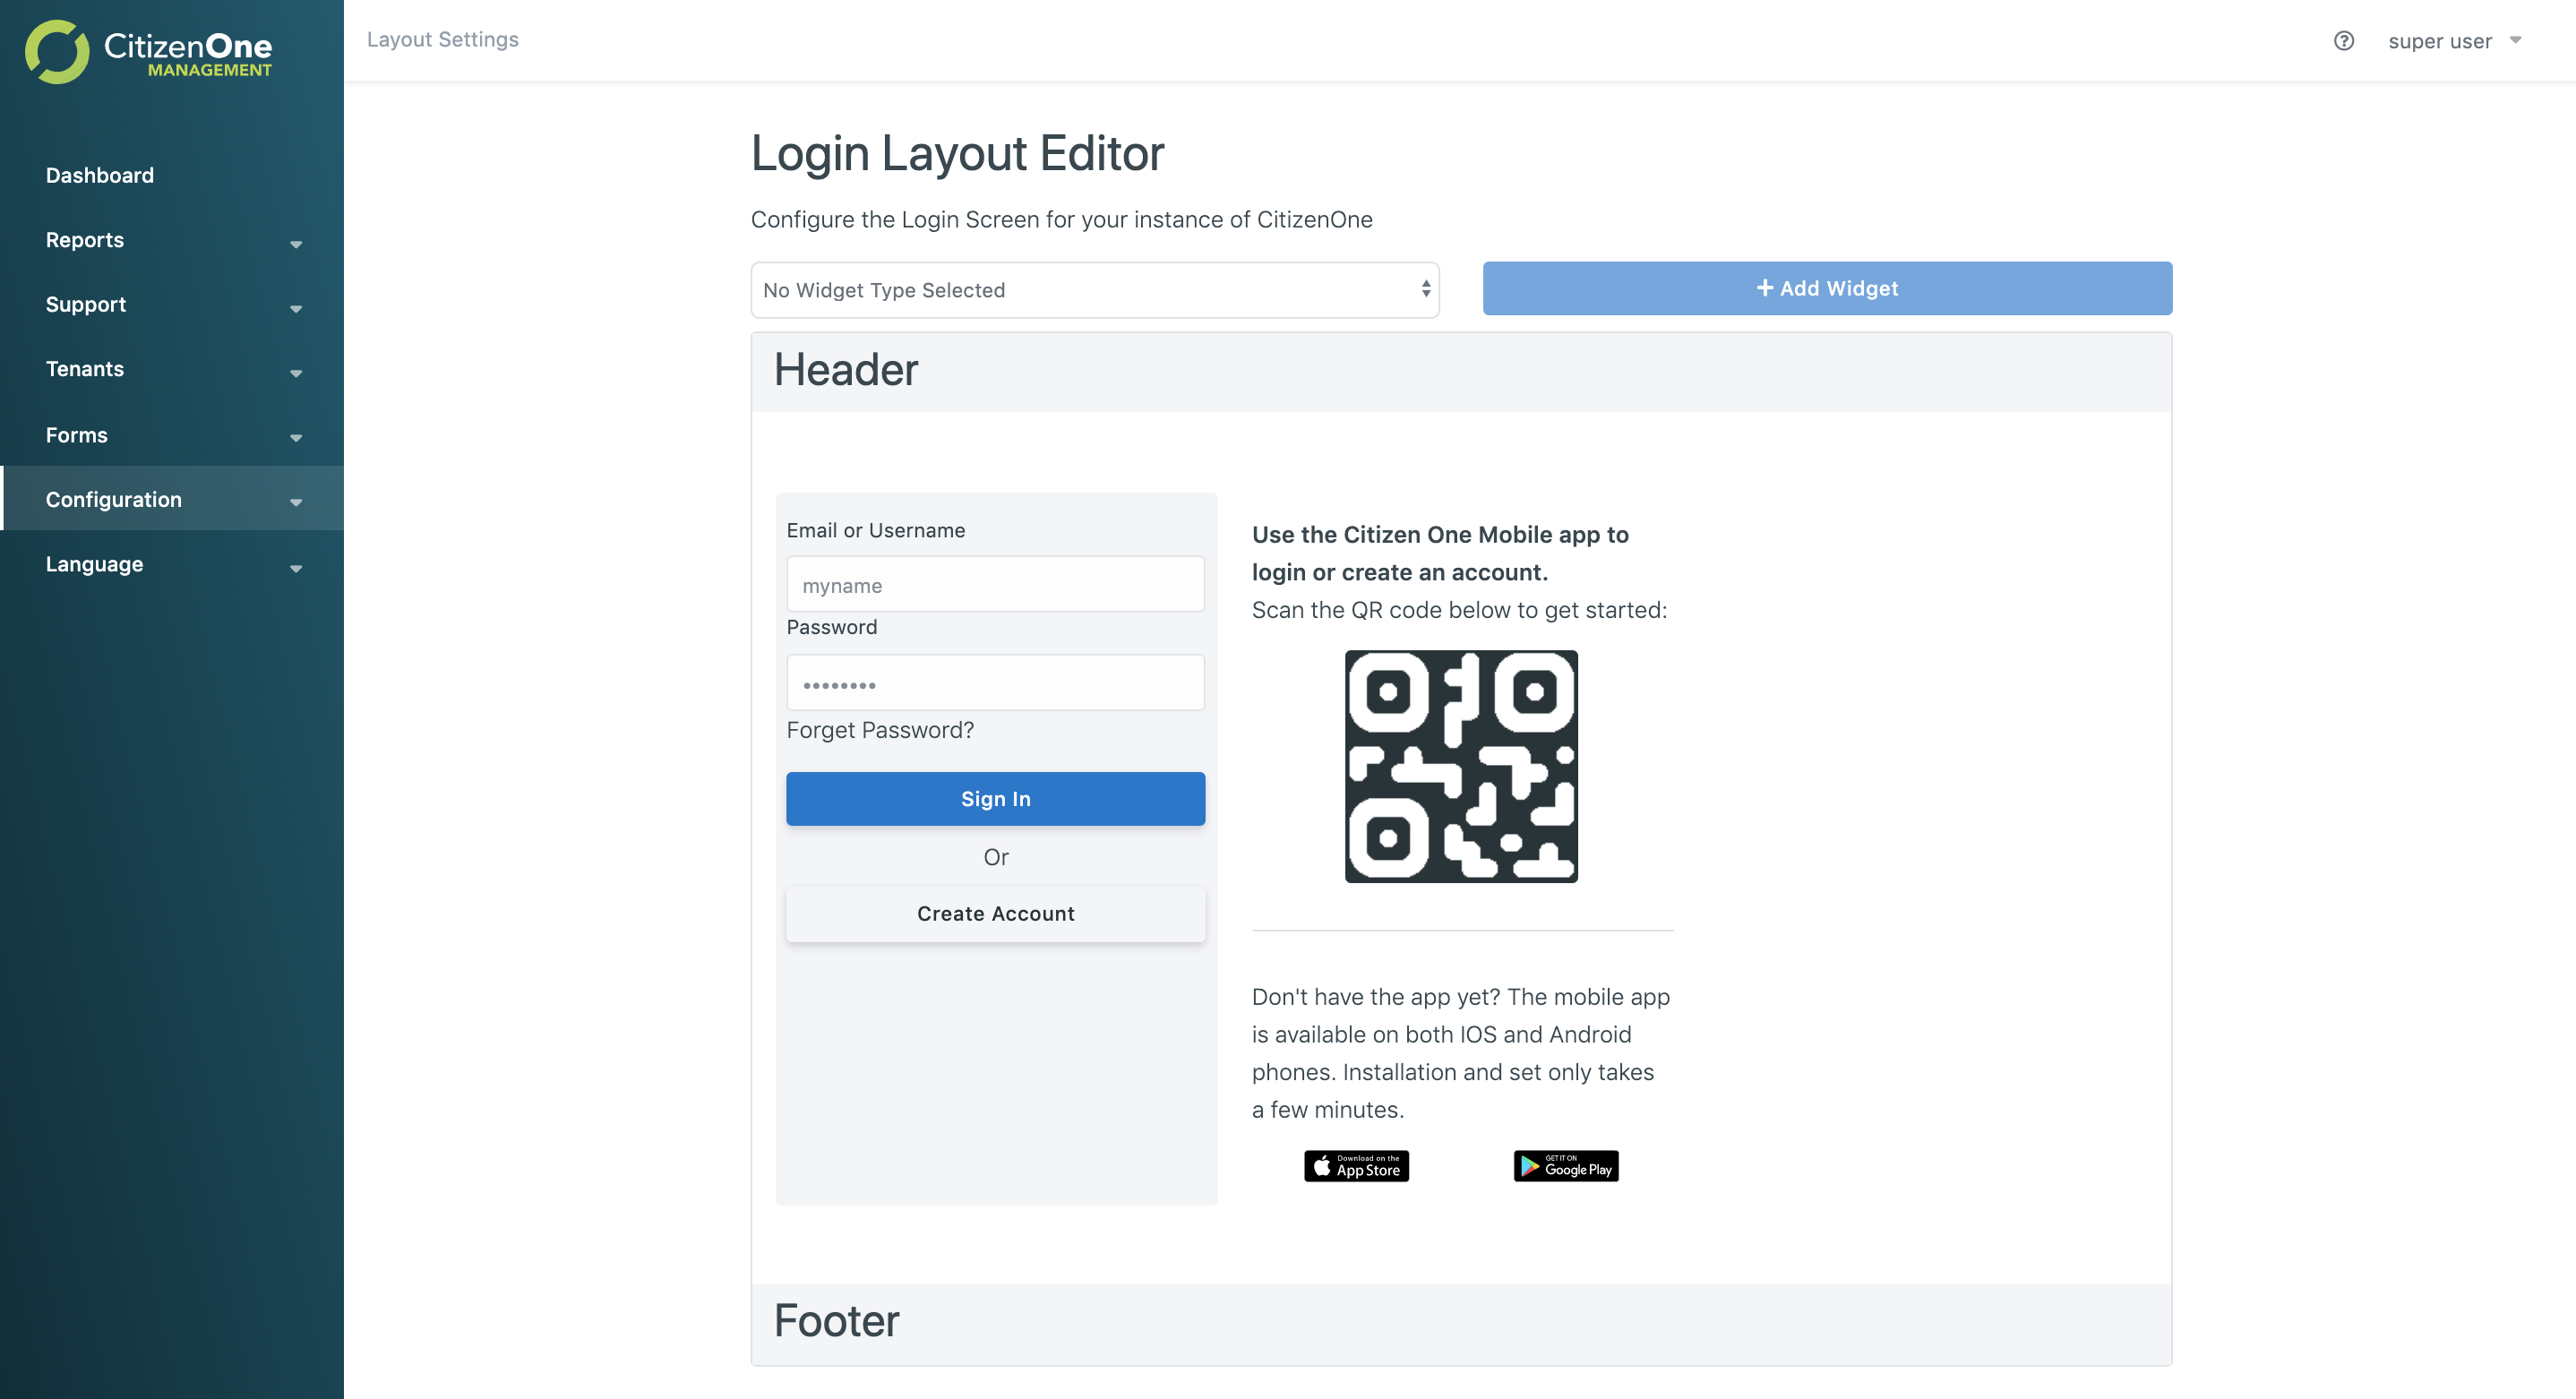 CitizenOne
MANAGEMENT
Layout Settings
super user
Dashboard
Reports
Support
Tenants
Forms
Configuration
Language
Login Layout Editor
Configure the Login Screen for your instance of CitizenOne
No Widget Type Selected
+ Add Widget
Header
Email or Username
myname
Password
••••••••
Forget Password?
Sign In
Or
Create Account
Use the Citizen One Mobile app to
login or create an account.
Scan the QR code below to get started:
Don't have the app yet? The mobile app
is available on both IOS and Android
phones. Installation and set only takes
a few minutes.
Download on the
App Store
GET IT ON
Google Play
Footer